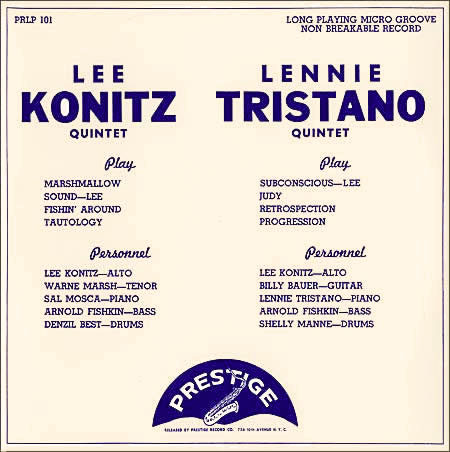 PRLP 101
LONG PLAYING MICRO GROOVE
NON BREAKABLE RECORD
LEE
KONITZ
QUINTET
Play
MARSHMALLOW
SOUND—LEE
FISHIN' AROUND
TAUTOLOGY
Personnel
LEE KONITZ—ALTO
WARNE MARSH—TENOR
SAL MOSCA—PIANO
ARNOLD FISHKIN—BASS
DENZIL BEST—DRUMS
LENNIE
TRISTANO
QUINTET
Play
SUBCONSCIOUS—LEE
JUDY
RETROSPECTION
PROGRESSION
Personnel
LEE KONITZ—ALTO
BILLY BAUER—GUITAR
LENNIE TRISTANO—PIANO
ARNOLD FISHKIN—BASS
SHELLY MANNE—DRUMS
PRESTIGE
RELEASED BY PRESTIGE RECORD CO. 754 10th AVENUE N. Y. C.